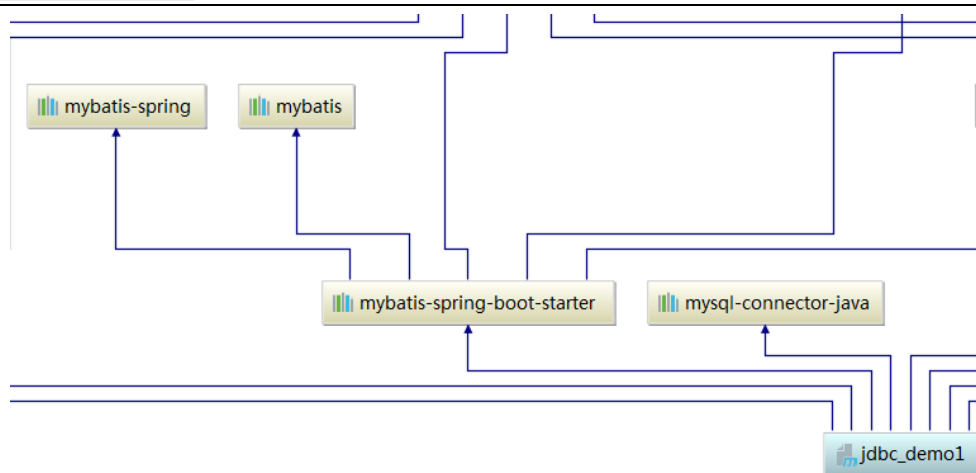 mybatis-spring
mybatis
mybatis-spring-boot-starter
mysql-connector-java
jdbc_demo1